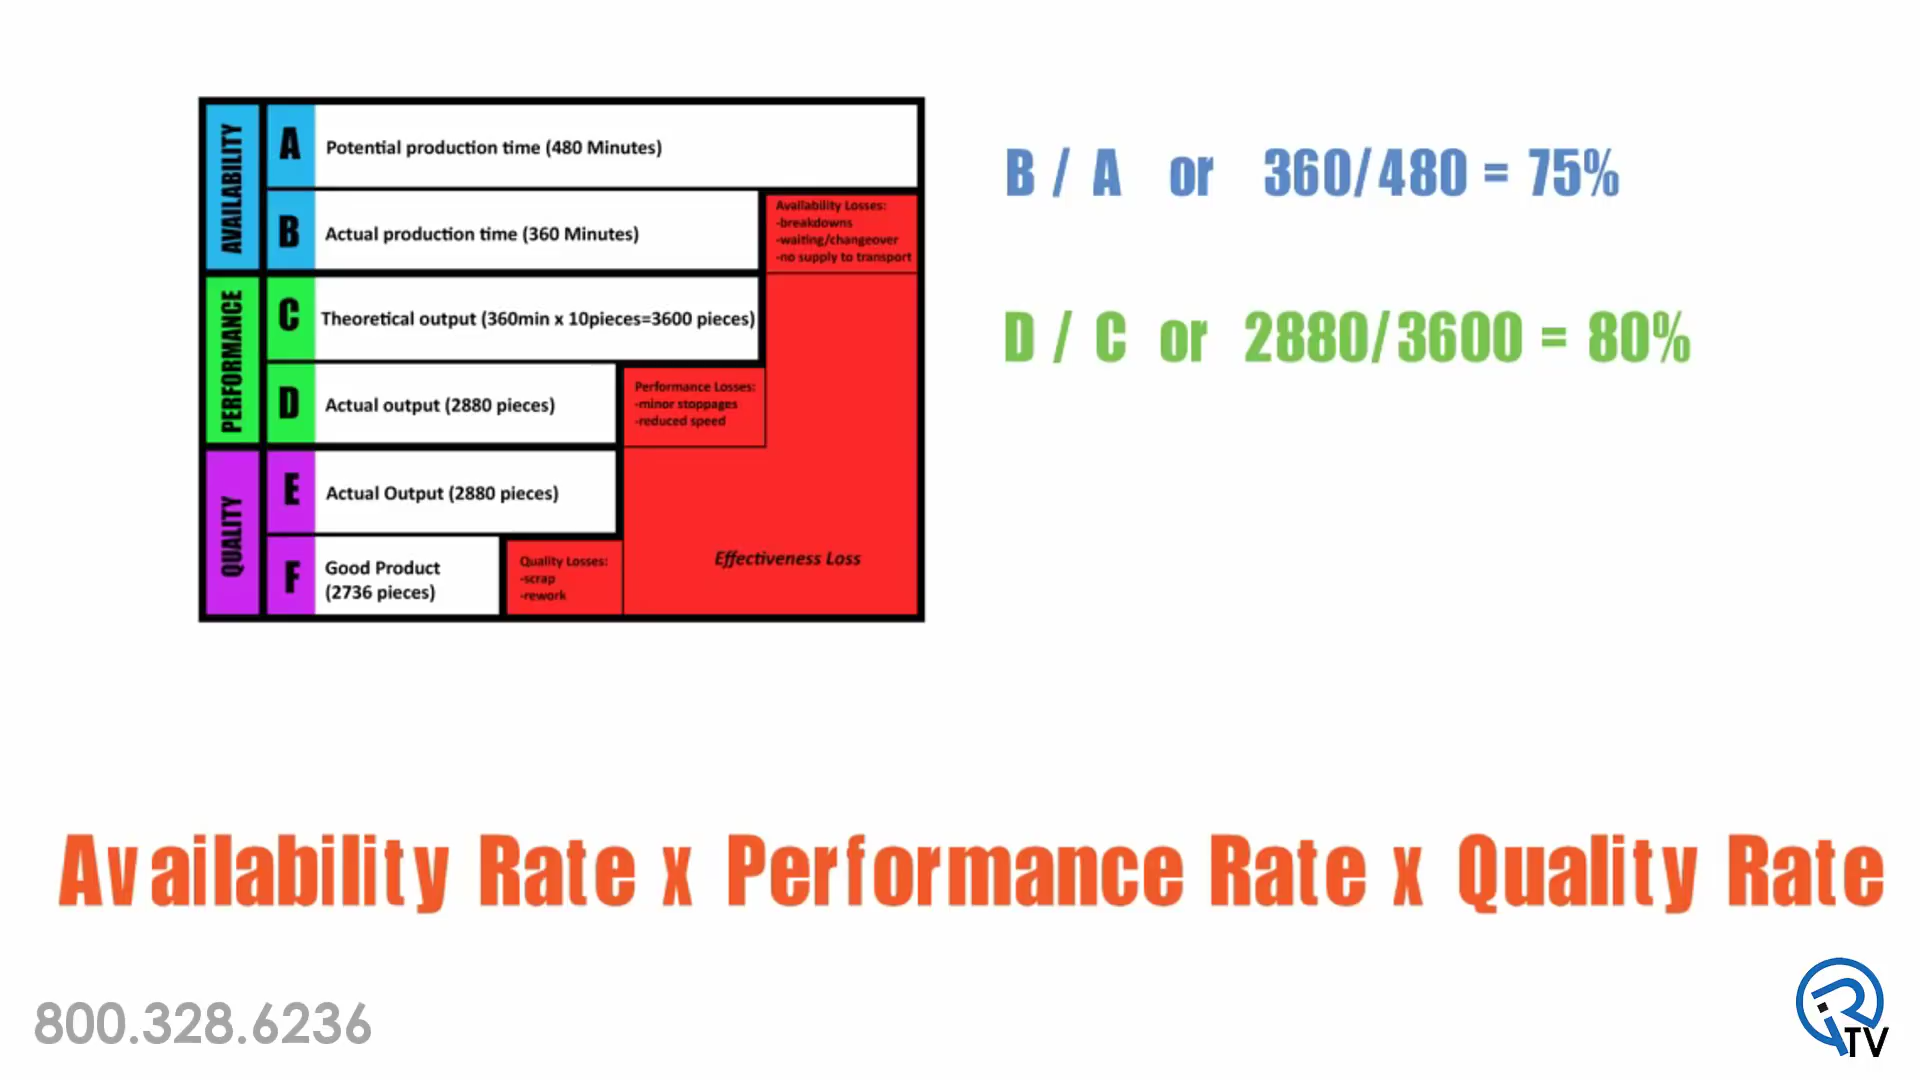 AVAILABILITY
A
Potential production time (480 Minutes)
B
Actual production time (360 Minutes)
Availability Losses:
-breakdowns
-waiting/changeover
-no supply to transport
PERFORMANCE
C
Theoretical output (360min x 10pieces=3600 pieces)
D
Actual output (2880 pieces)
Performance Losses:
-minor stoppages
-reduced speed
QUALITY
E
Actual Output (2880 pieces)
F
Good Product
(2736 pieces)
Quality Losses:
-scrap
-rework
Effectiveness Loss
B / A or 360/480 = 75%
D / C or 2880/3600 = 80%
Availability Rate x Performance Rate x Quality Rate
800.328.6236
iR
TV